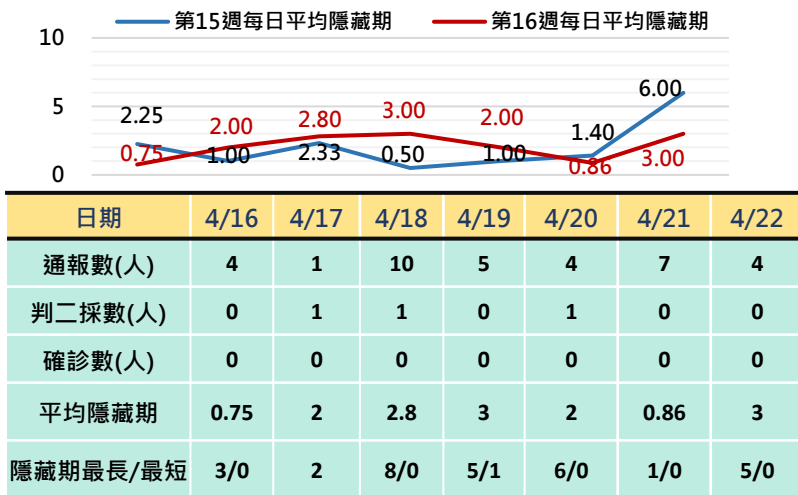 第15週每日平均隱藏期 第16週每日平均隱藏期
10
5
0
2.25 1.00 2.33 0.50 1.00 1.40 6.00
0.75 2.00 2.80 3.00 2.00 0.86 3.00
日期 4/16 4/17 4/18 4/19 4/20 4/21 4/22
通報數(人) 4 1 10 5 4 7 4
判二採數(人) 0 1 1 0 1 0 0
確診數(人) 0 0 0 0 0 0 0
平均隱藏期 0.75 2 2.8 3 2 0.86 3
隱藏期最長/最短 3/0 2 8/0 5/1 6/0 1/0 5/0